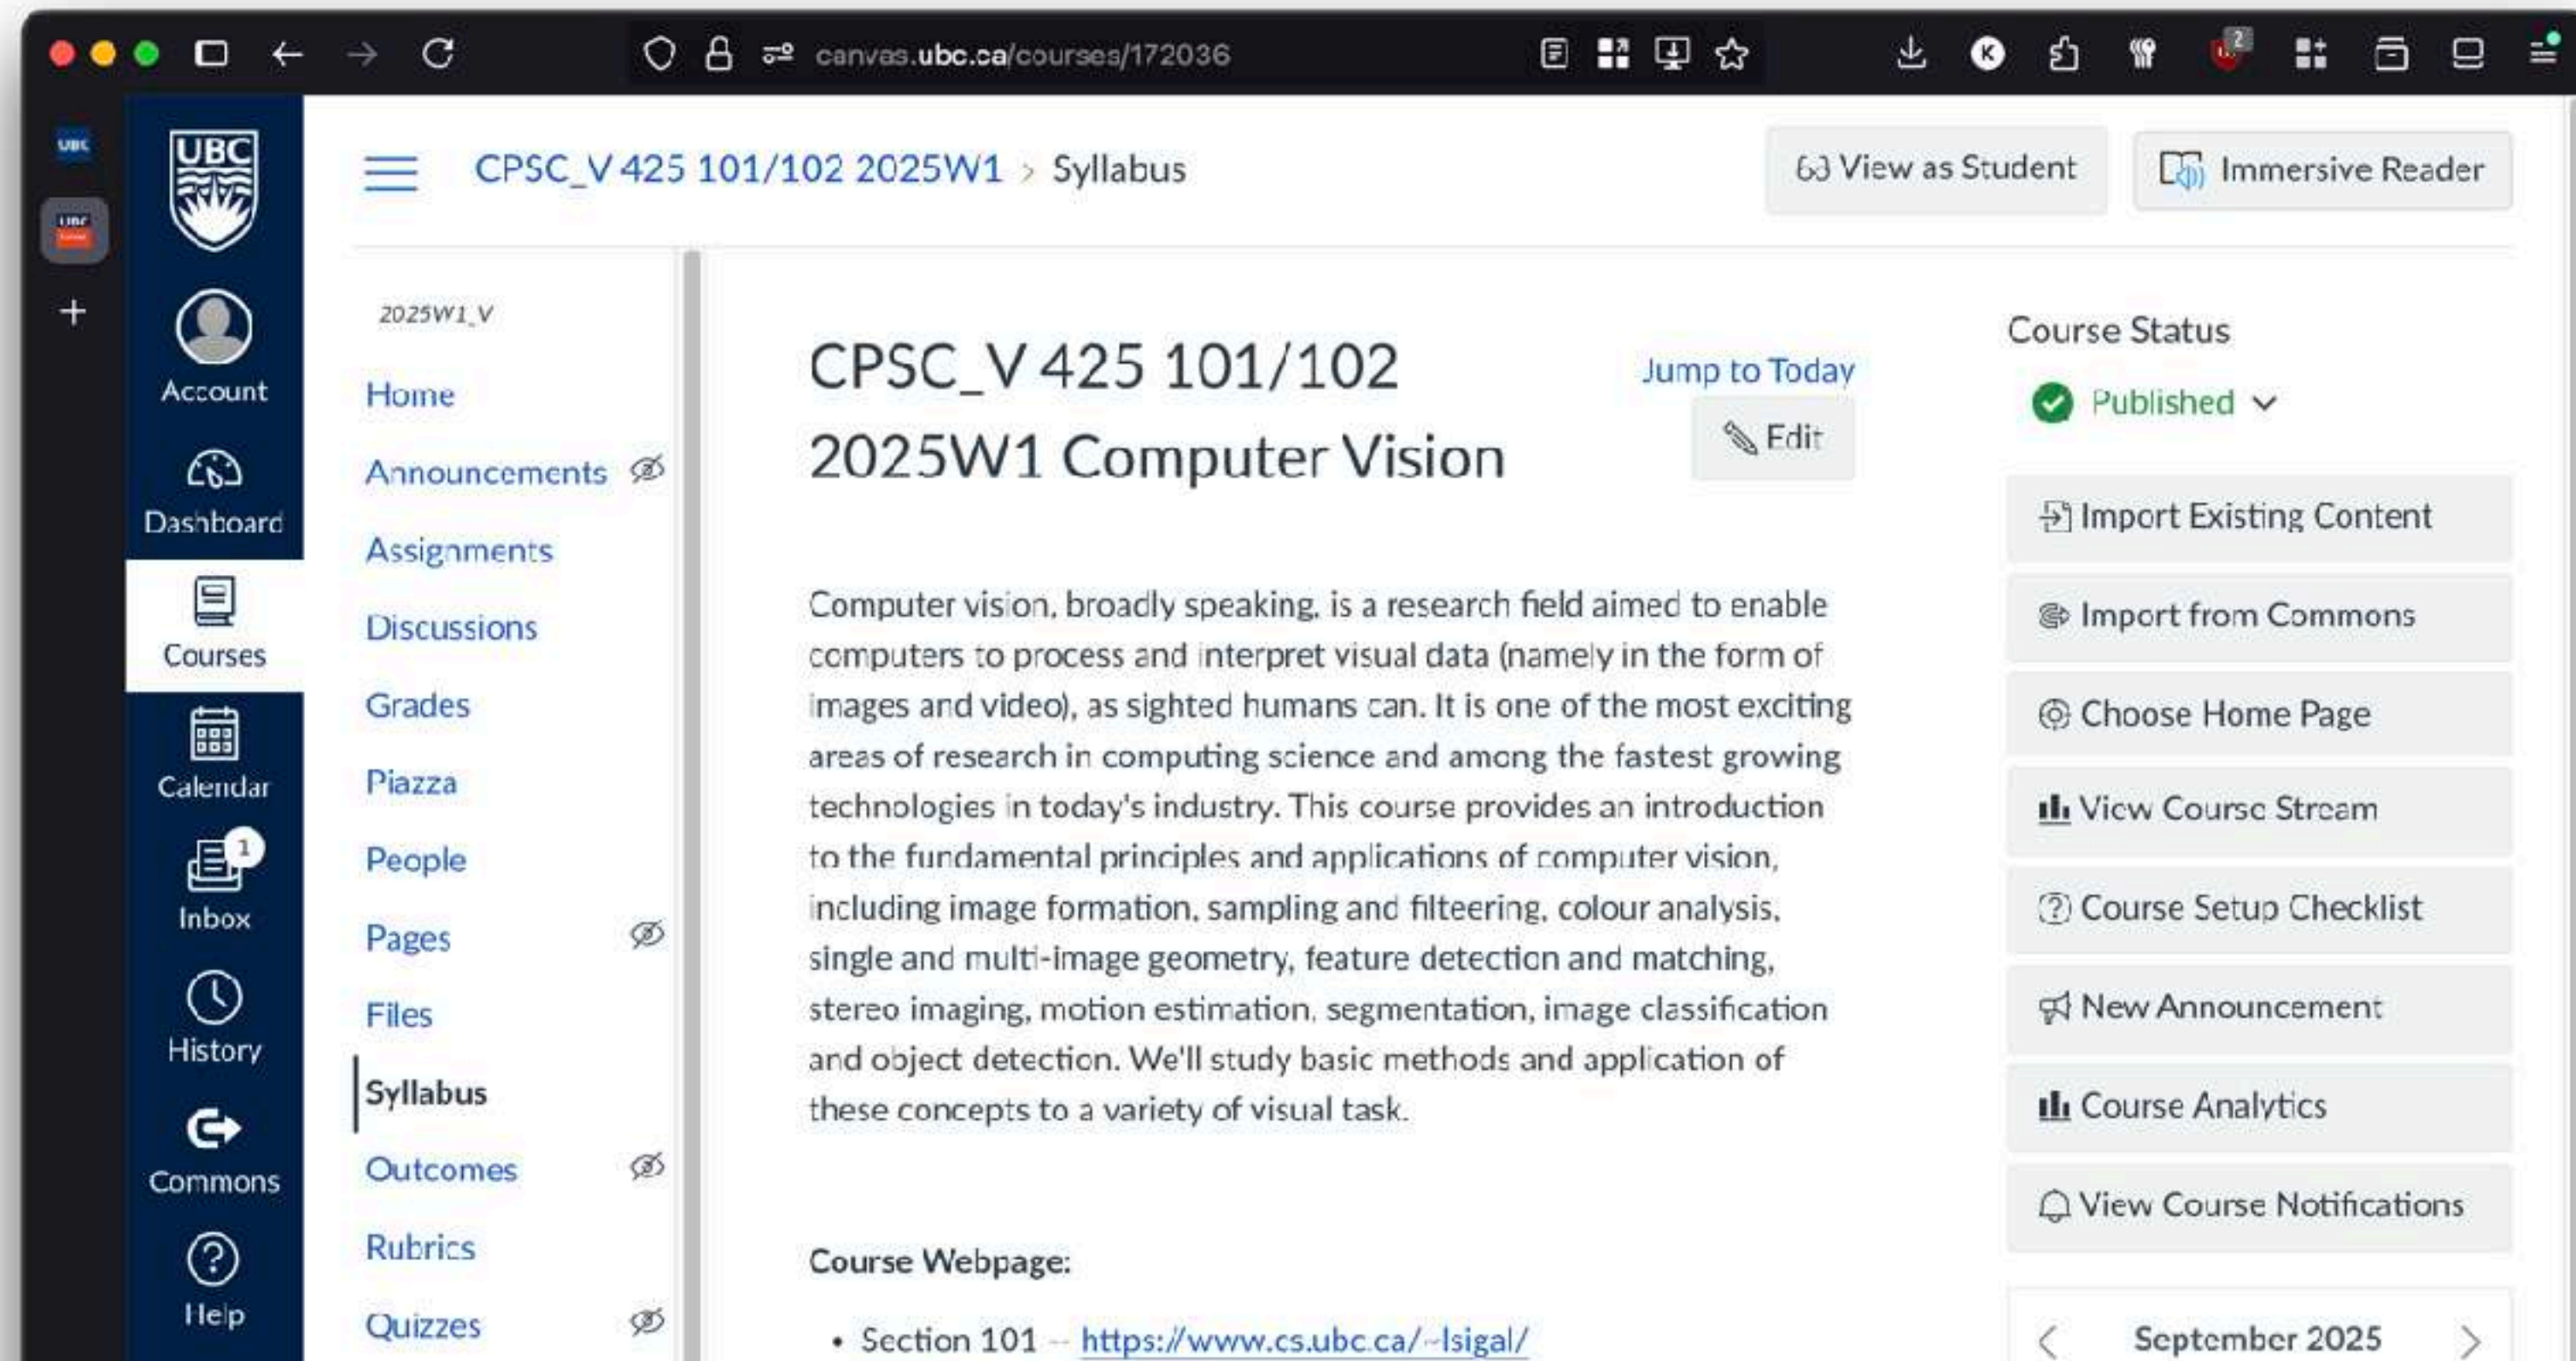 canvas.ubc.ca/courses/172036
2
K
UBC
UBC
UBC
CPSC_V 425 101/102 2025W1 > Syllabus
View as Student
Immersive Reader
Account
Dashboard
Courses
Calendar
1
Inbox
History
Commons
Help
2025W1_V
Home
Announcements
Assignments
Discussions
Grades
Piazza
People
Pages
Files
Syllabus
Outcomes
Rubrics
Quizzes
CPSC_V 425 101/102
2025W1 Computer Vision
Jump to Today
Edit
Computer vision, broadly speaking, is a research field aimed to enable
computers to process and interpret visual data (namely in the form of
images and video), as sighted humans can. It is one of the most exciting
areas of research in computing science and among the fastest growing
technologies in today's industry. This course provides an introduction
to the fundamental principles and applications of computer vision,
including image formation, sampling and filteering, colour analysis,
single and multi-image geometry, feature detection and matching,
stereo imaging, motion estimation, segmentation, image classification
and object detection. We'll study basic methods and application of
these concepts to a variety of visual task.
Course Webpage:
• Section 101 -- https://www.cs.ubc.ca/~lsigal/
Course Status
Published
Import Existing Content
Import from Commons
Choose Home Page
View Course Stream
Course Setup Checklist
New Announcement
Course Analytics
View Course Notifications
September 2025